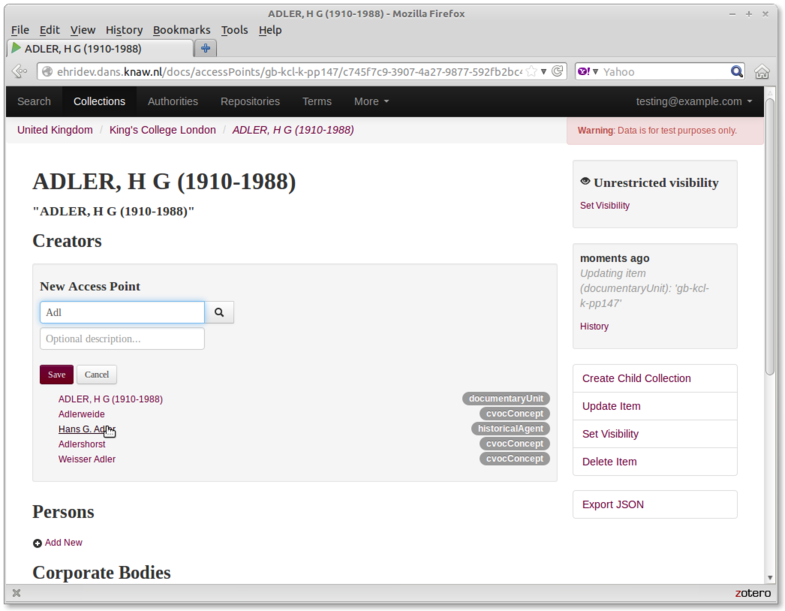 ADLER, H G (1910-1988) - Mozilla Firefox
File Edit View History Bookmarks Tools Help
ADLER, H G (1910-1988)
ehridev.dans.knaw.nl/docs/accessPoints/gb-kcl-k-pp147/c745f7c9-3907-4a27-9877-592fb2bc
Yahoo
Search Collections Authorities Repositories Terms More testing@example.com
United Kingdom / King's College London / ADLER, H G (1910-1988)
Warning: Data is for test purposes only.
ADLER, H G (1910-1988)
"ADLER, H G (1910-1988)"
Creators
New Access Point
Adl
Optional description...
Save Cancel
ADLER, H G (1910-1988) documentaryUnit
Adlerweide cvocConcept
Hans G. Adler historicalAgent
Adlershorst cvocConcept
Weisser Adler cvocConcept
Persons
Add New
Corporate Bodies
Unrestricted visibility
Set Visibility
moments ago
Updating item
(documentaryUnit): 'gb-kcl-
k-pp147'
History
Create Child Collection
Update Item
Set Visibility
Delete Item
Export JSON
zotero